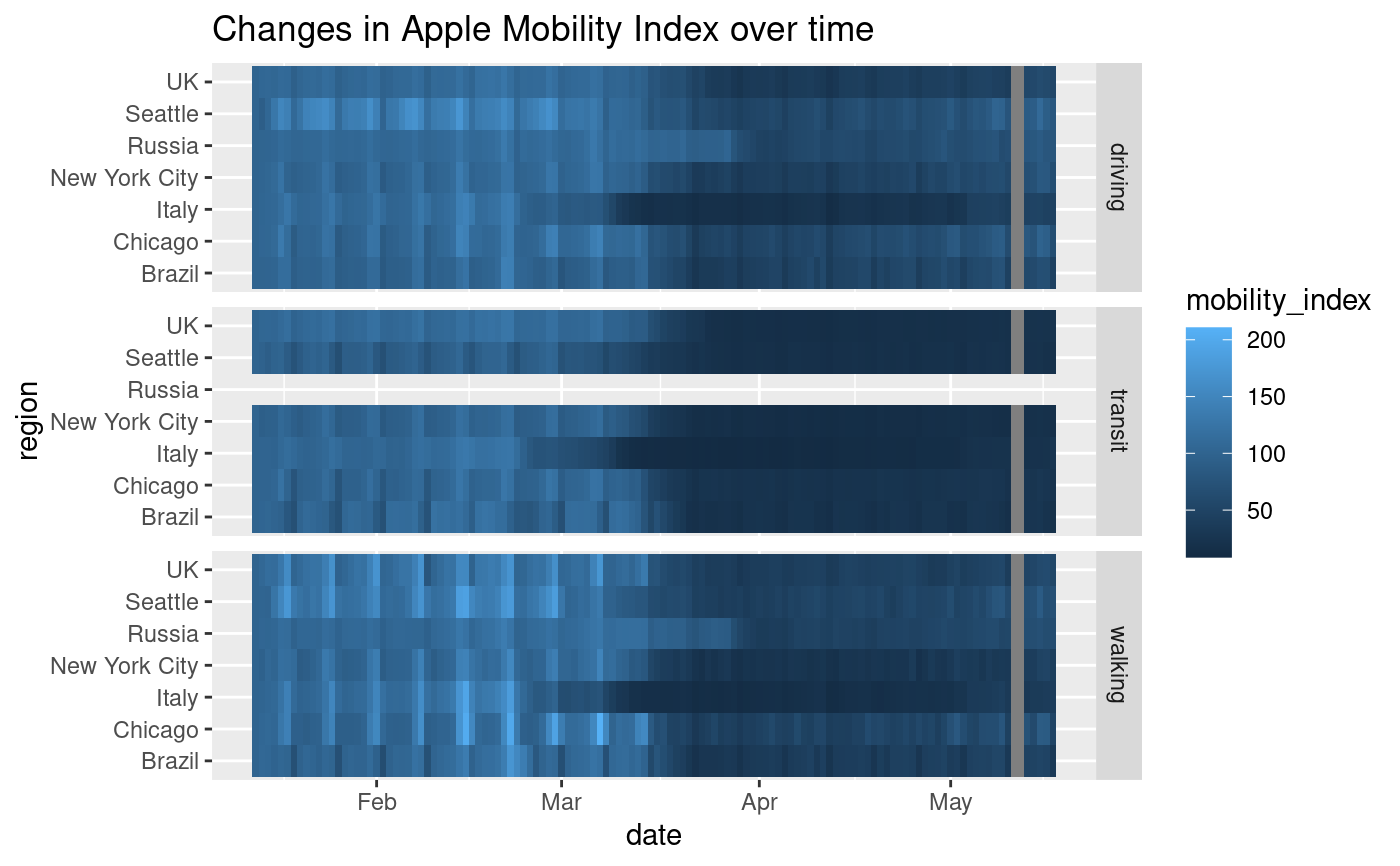 Changes in Apple Mobility Index over time
UK
Seattle
Russia
New York City
Italy
Chicago
Brazil
driving
UK
Seattle
Russia
New York City
Italy
Chicago
Brazil
transit
UK
Seattle
Russia
New York City
Italy
Chicago
Brazil
walking
region
Feb
Mar
Apr
May
date
mobility_index
200
150
100
50